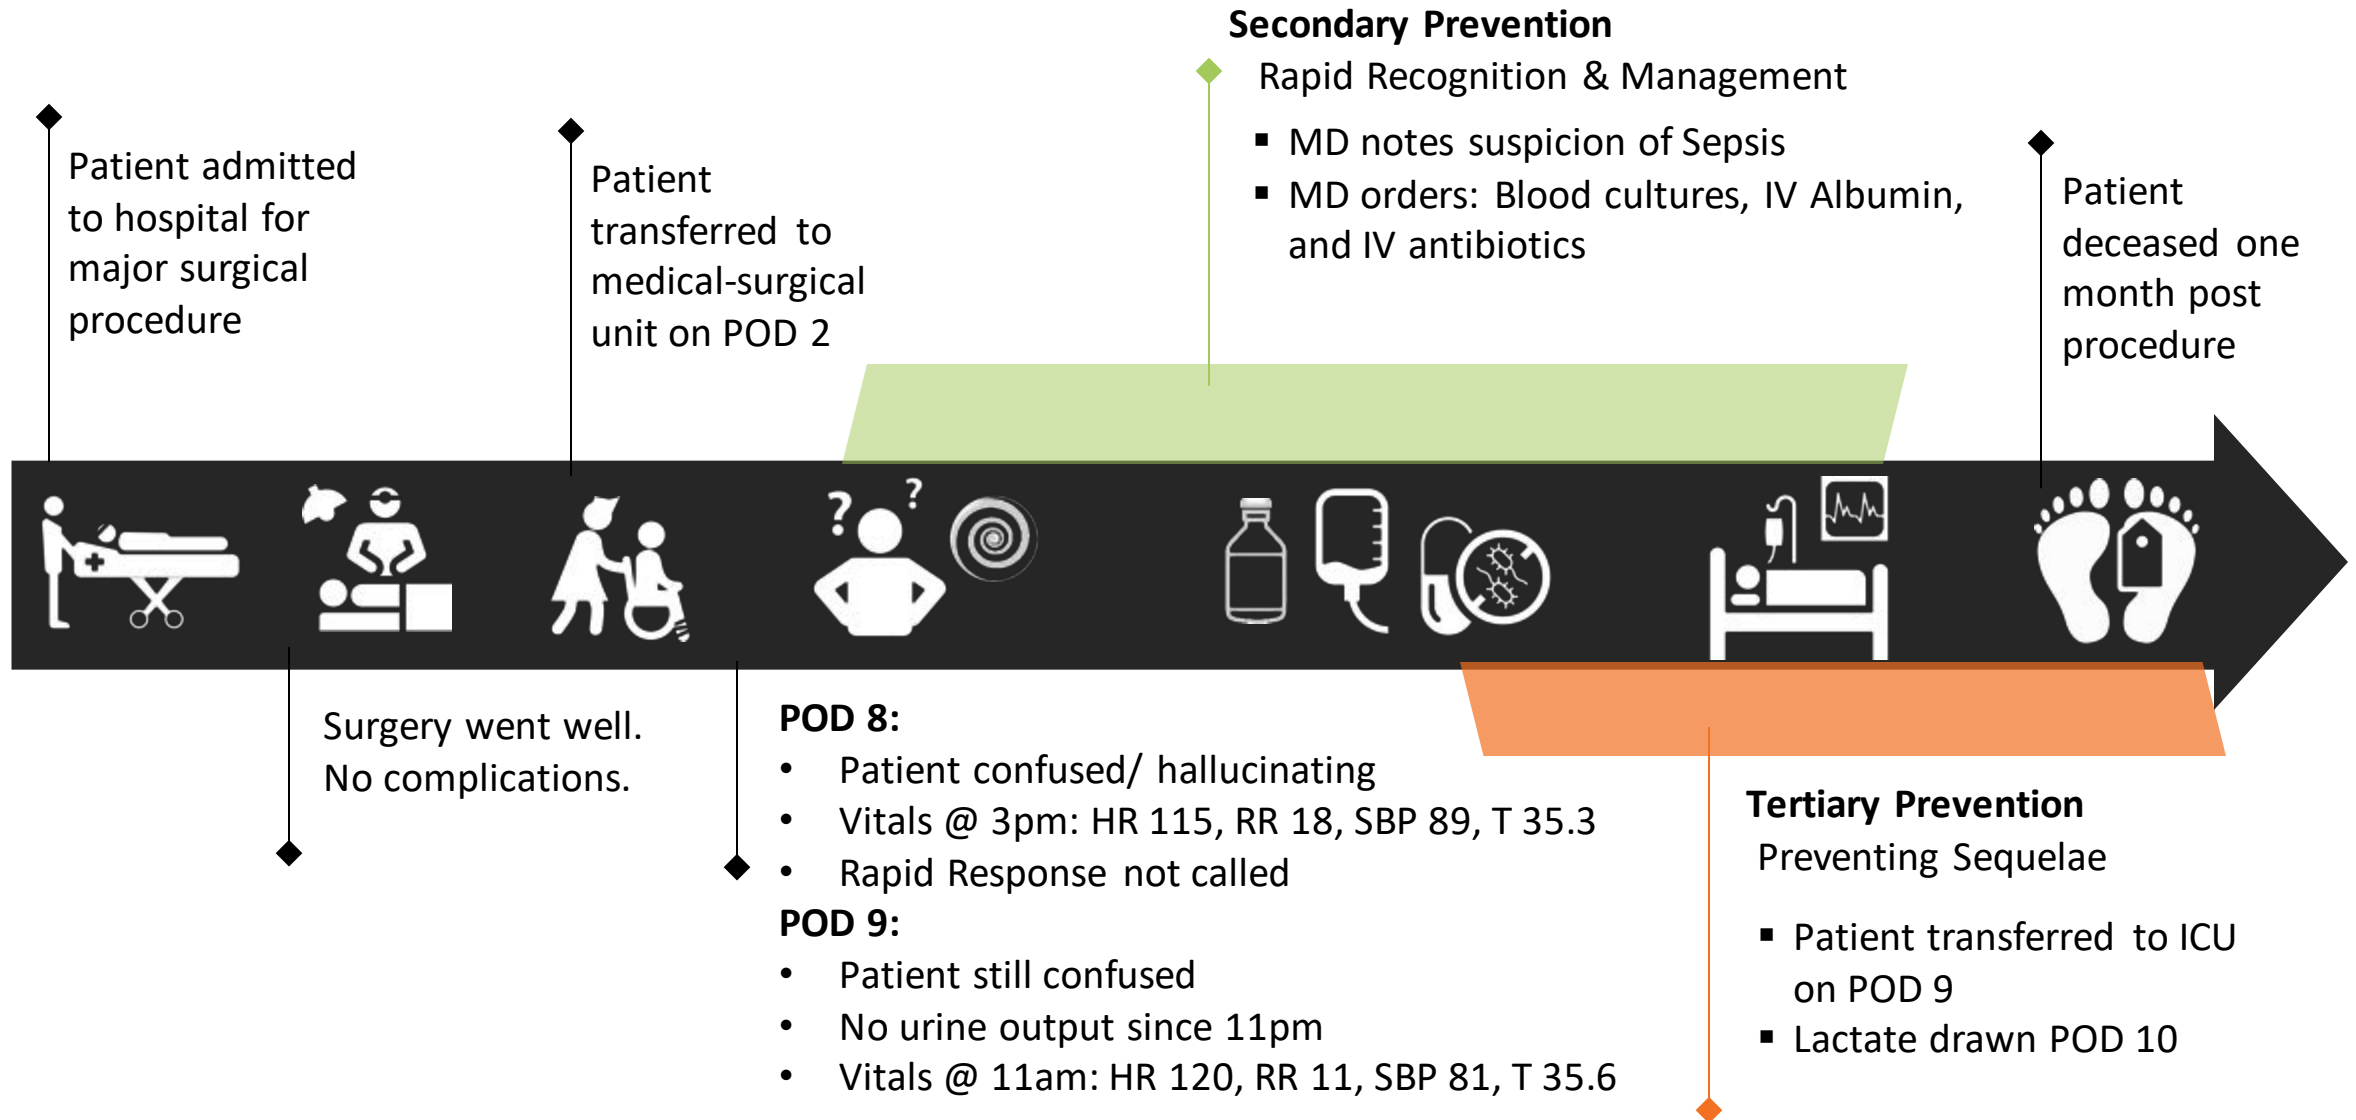 Patient admitted
to hospital for
major surgical
procedure
Surgery went well.
No complications.
Patient
transferred to
medical-surgical
unit on POD 2
POD 8:
• Patient confused/ hallucinating
• Vitals @ 3pm: HR 115, RR 18, SBP 89, T 35.3
• Rapid Response not called
POD 9:
• Patient still confused
• No urine output since 11pm
• Vitals @ 11am: HR 120, RR 11, SBP 81, T 35.6
? ?
Secondary Prevention
Rapid Recognition & Management
▪ MD notes suspicion of Sepsis
▪ MD orders: Blood cultures, IV Albumin,
and IV antibiotics
Tertiary Prevention
Preventing Sequelae
▪ Patient transferred to ICU
on POD 9
▪ Lactate drawn POD 10
Patient
deceased one
month post
procedure